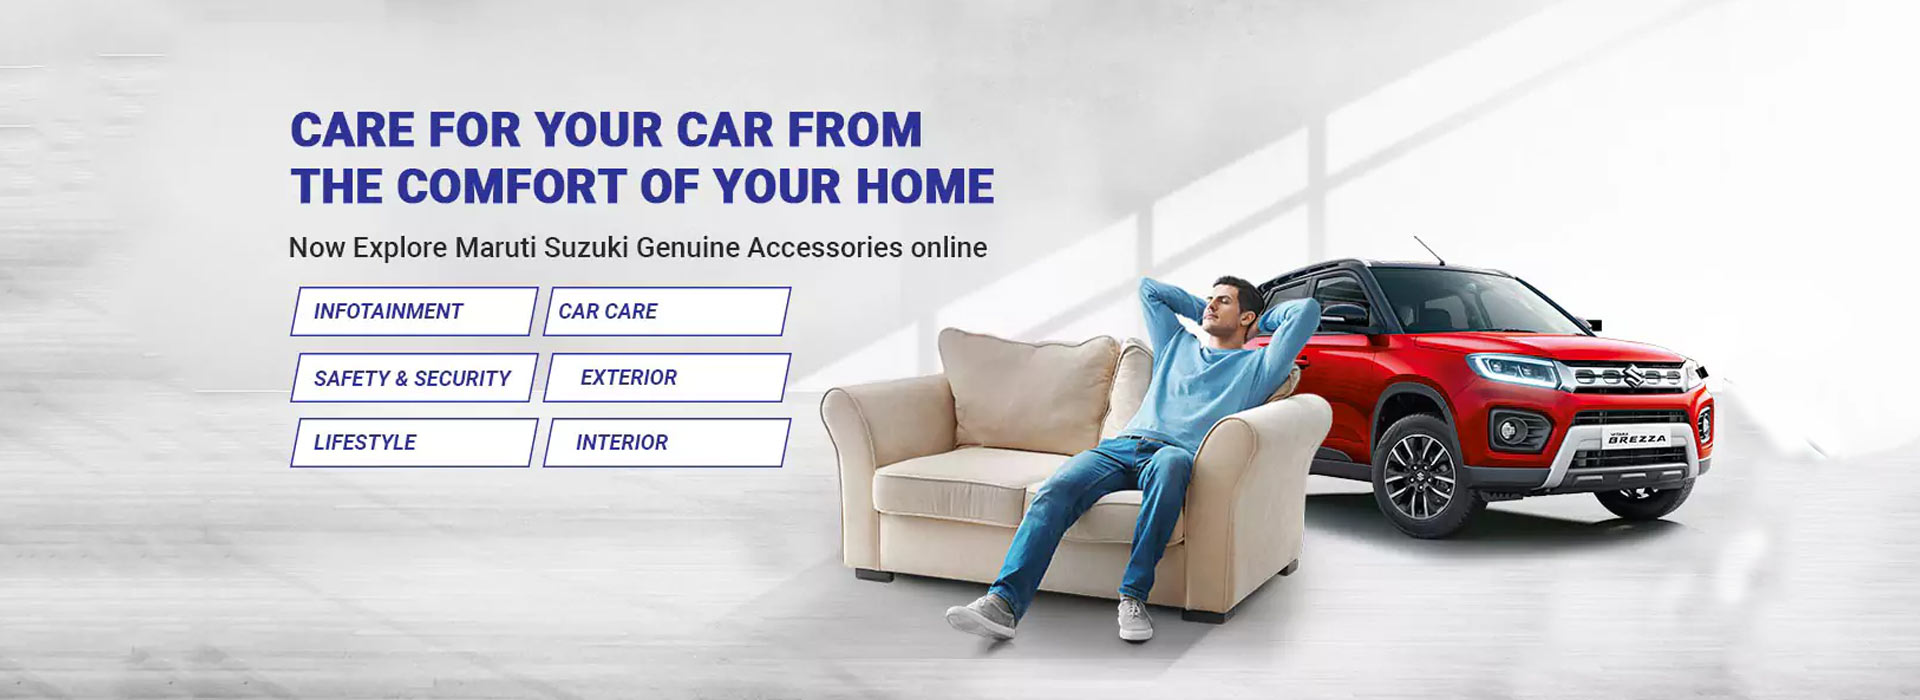 CARE FOR YOUR CAR FROM
THE COMFORT OF YOUR HOME
Now Explore Maruti Suzuki Genuine Accessories online
INFOTAINMENT
CAR CARE
SAFETY & SECURITY
EXTERIOR
LIFESTYLE
INTERIOR
VITARA
BREZZA